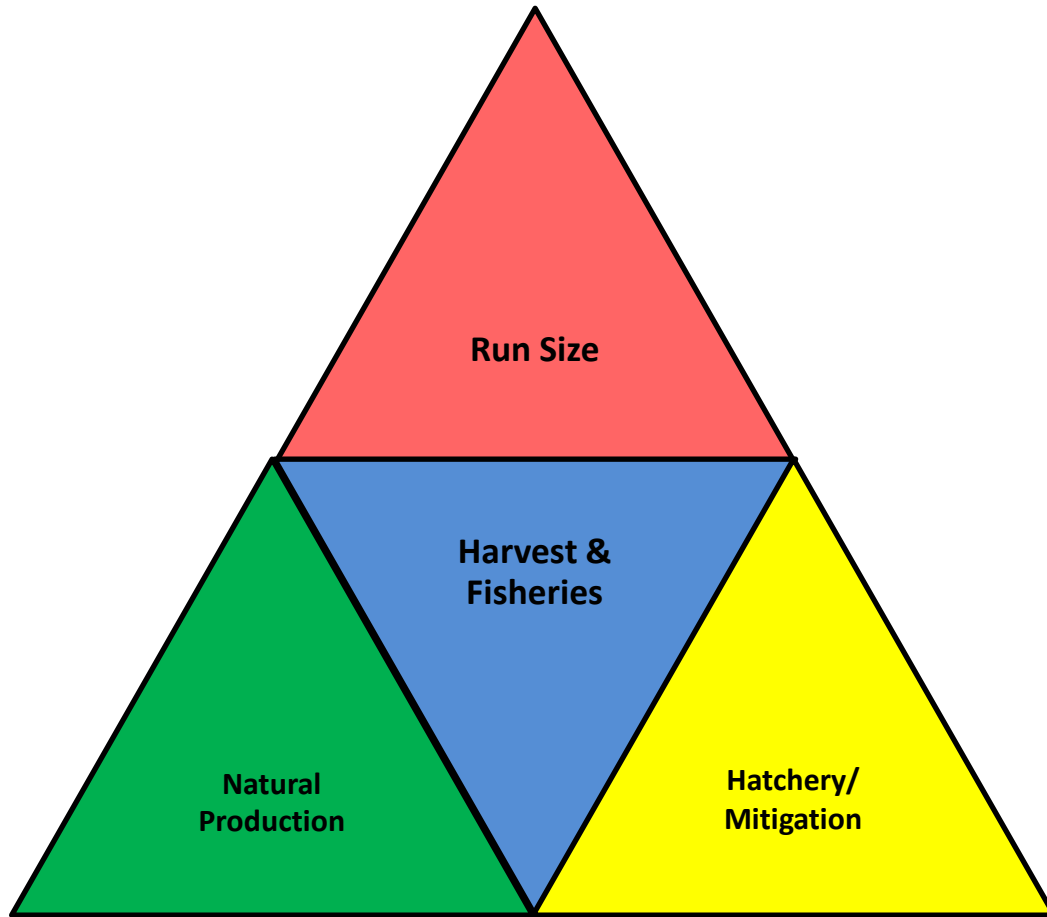 Run Size
Harvest &
Fisheries
Natural
Production
Hatchery/
Mitigation